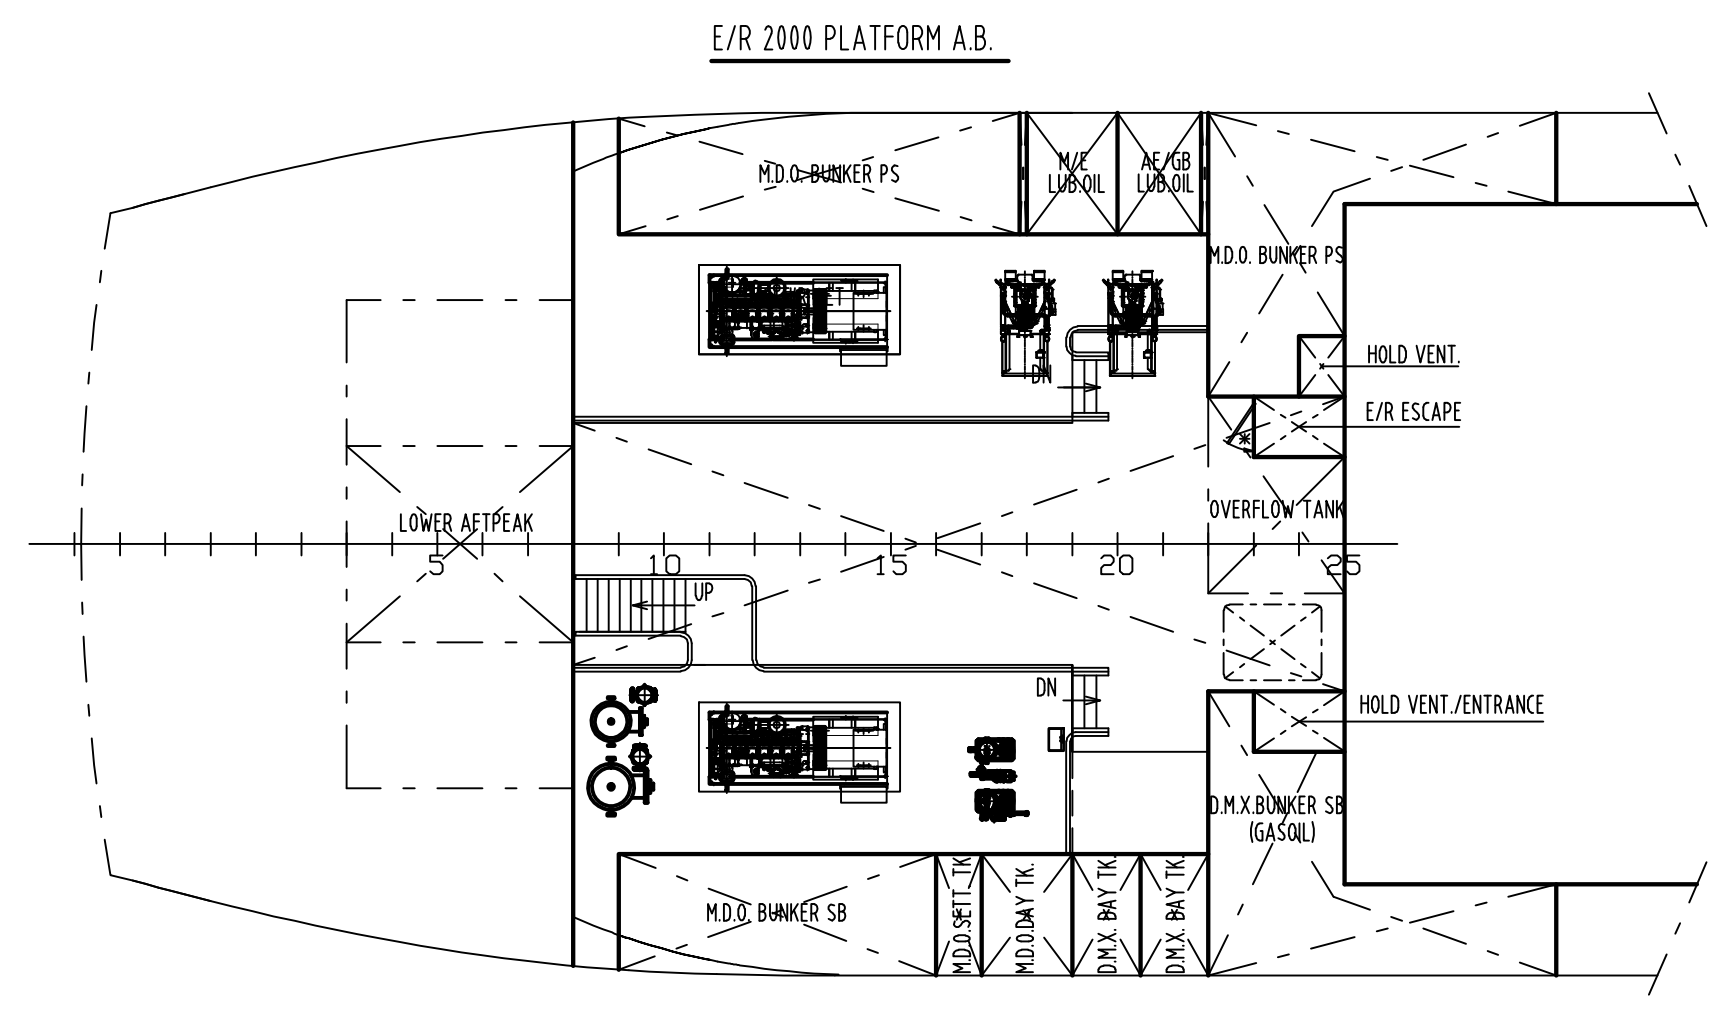 E/R 2000 PLATFORM A.B.
M.D.O. BUNKER PS
M/E
LUB.OIL
AE/GB
LUB.OIL
M.D.O. BUNKER PS
HOLD VENT.
DN
E/R ESCAPE
OVERFLOW TANK
LOWER AFTPEAK
5
10
15
20
25
UP
DN
HOLD VENT./ENTRANCE
D.M.X.BUNKER SB
(GASOIL)
M.D.O. BUNKER SB
M.D.O.SETT TK.
M.D.O.DAY TK.
D.M.X. DAY TK.
D.M.X. DAY TK.